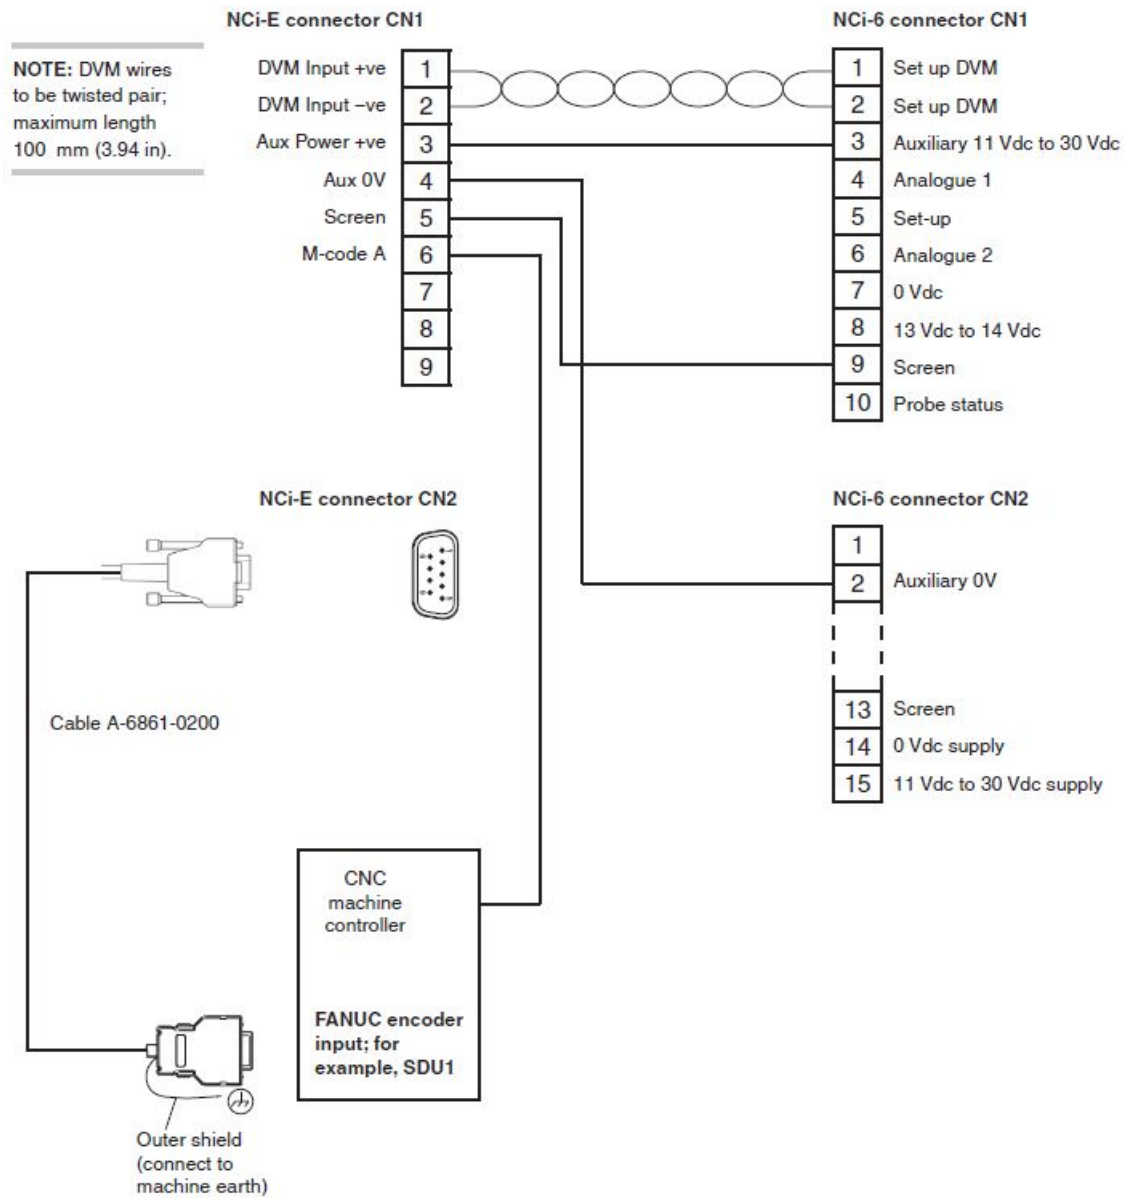 NCi-E connector CN1
NCi-6 connector CN1
NOTE: DVM wires
to be twisted pair;
maximum length
100 mm (3.94 in).
DVM Input +ve
1
DVM Input –ve
2
Aux Power +ve
3
Aux 0V
4
Screen
5
M-code A
6
7
8
9
1
Set up DVM
2
Set up DVM
3
Auxiliary 11 Vdc to 30 Vdc
4
Analogue 1
5
Set-up
6
Analogue 2
7
0 Vdc
8
13 Vdc to 14 Vdc
9
Screen
10
Probe status
NCi-E connector CN2
NCi-6 connector CN2
1
2
Auxiliary 0V
13
Screen
14
0 Vdc supply
15
11 Vdc to 30 Vdc supply
Cable A-6861-0200
CNC
machine
controller
FANUC encoder
input; for
example, SDU1
Outer shield
(connect to
machine earth)